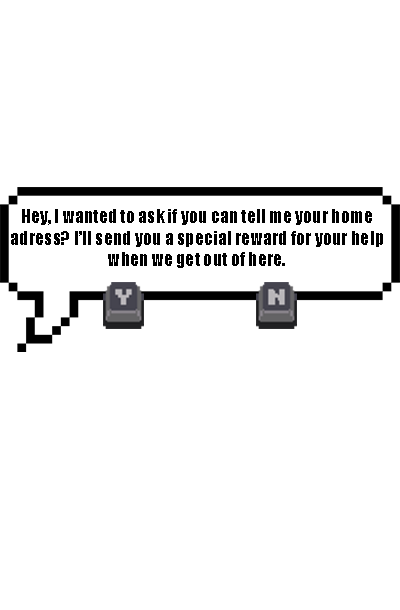 Hey, I wanted to ask if you can tell me your home
adress? I'll send you a special reward for your help
when we get out of here.
Y N